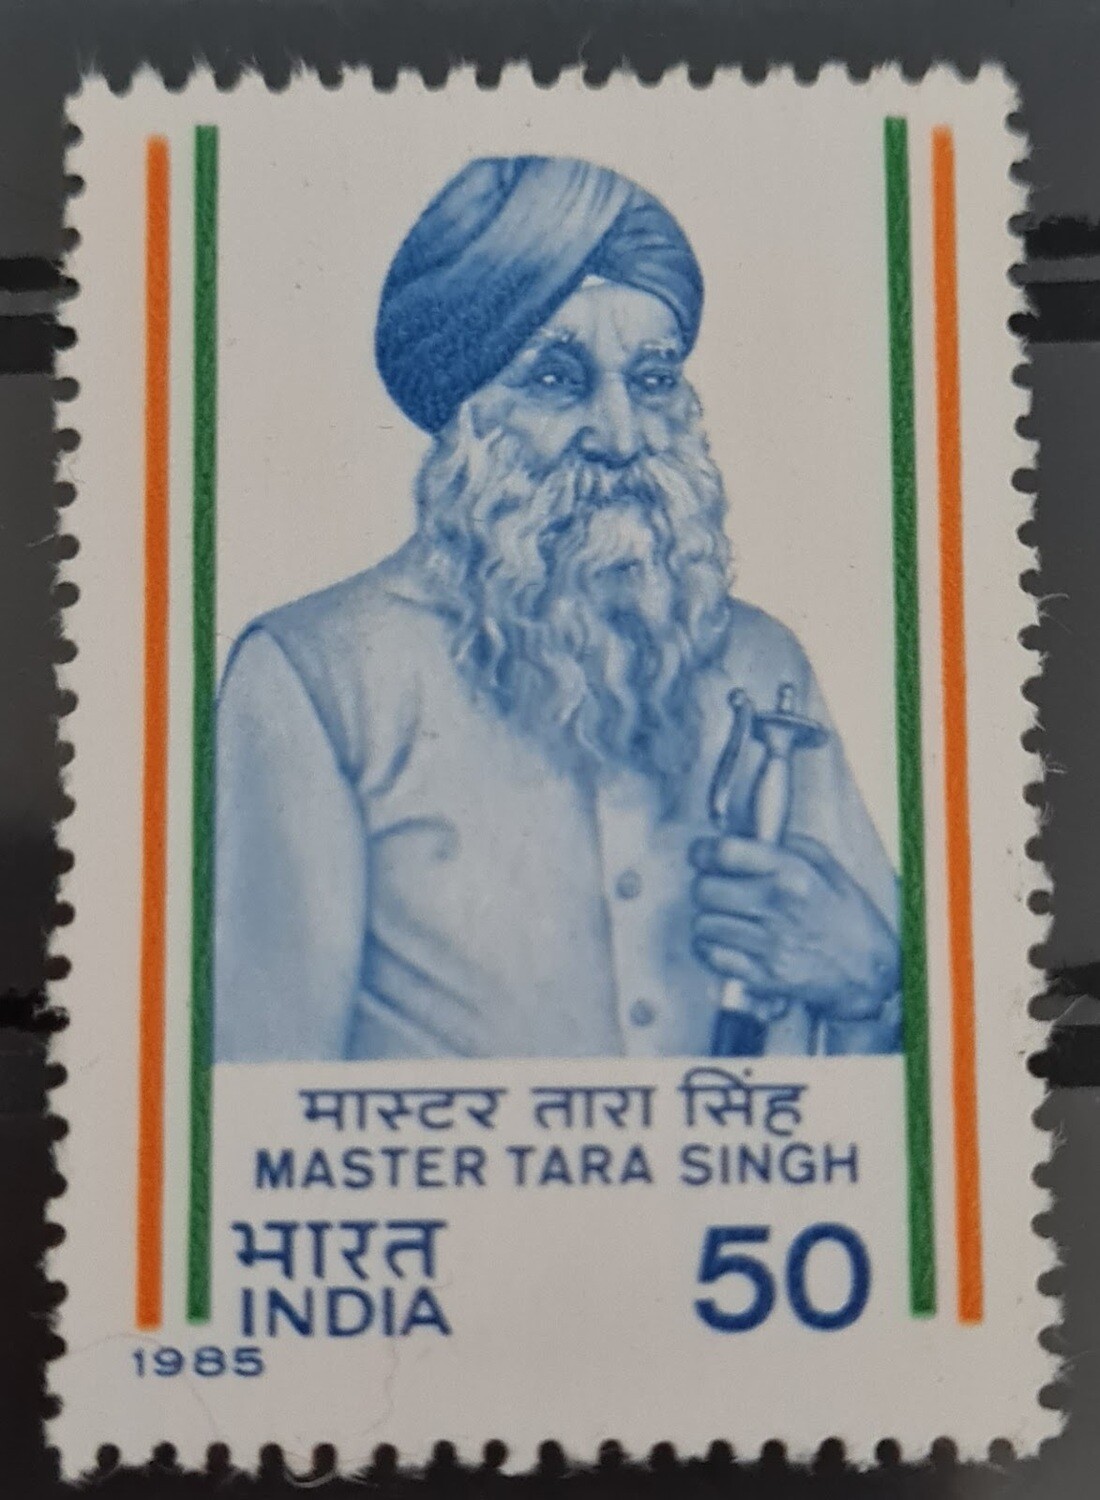 मास्टर तारा सिंह
MASTER TARA SINGH
भारत 50
INDIA
1985